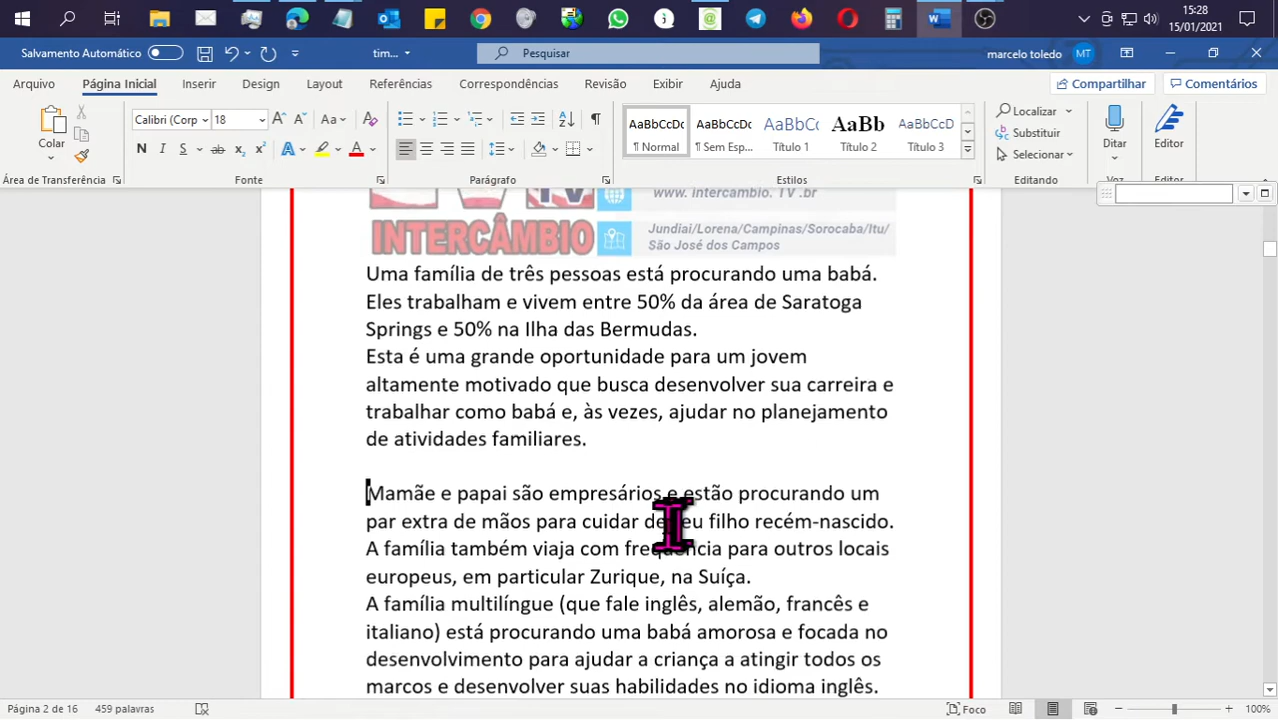 15:28
15/01/2021
Salvamento Automático
tim...
Pesquisar
marcelo toledo
MT
Arquivo
Página Inicial
Inserir
Design
Layout
Referências
Correspondências
Revisão
Exibir
Ajuda
Compartilhar
Comentários
Colar
Calibri (Corp
18
N I S
AaBbCcDc
AaBbCcDc
AaBbCc
AaBb
AaBbCcD
¶ Normal
¶ Sem Esp...
Título 1
Título 2
Título 3
Localizar
Substituir
Selecionar
Ditar
Editor
Área de Transferência
Fonte
Parágrafo
Estilos
Editando
Voz
Editor
TV
www. intercambio. TV .br
INTERCÂMBIO
Jundiai/Lorena/Campinas/Sorocaba/Itu/
São José dos Campos
Uma família de três pessoas está procurando uma babá.
Eles trabalham e vivem entre 50% da área de Saratoga
Springs e 50% na Ilha das Bermudas.
Esta é uma grande oportunidade para um jovem
altamente motivado que busca desenvolver sua carreira e
trabalhar como babá e, às vezes, ajudar no planejamento
de atividades familiares.
Mamãe e papai são empresários e estão procurando um
par extra de mãos para cuidar de seu filho recém-nascido.
A família também viaja com frequência para outros locais
europeus, em particular Zurique, na Suíça.
A família multilíngue (que fale inglês, alemão, francês e
italiano) está procurando uma babá amorosa e focada no
desenvolvimento para ajudar a criança a atingir todos os
marcos e desenvolver suas habilidades no idioma inglês.
Página 2 de 16
459 palavras
Foco
100%